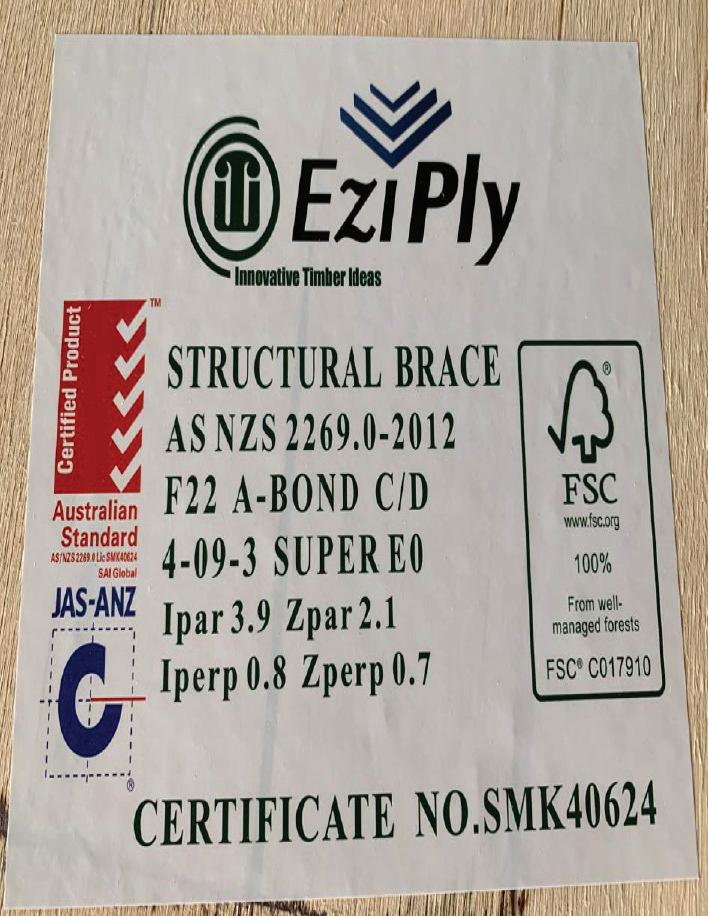 iTi EziPly
Innovative Timber Ideas
Certified Product
TM
Australian
Standard
AS/NZS 2269.0 Lic SMK40624
SAI Global
JAS-ANZ
®
STRUCTURAL BRACE
AS NZS 2269.0-2012
F22 A-BOND C/D
4-09-3 SUPER E0
Ipar 3.9 Zpar 2.1
Iperp 0.8 Zperp 0.7
®
FSC
www.fsc.org
100%
From well-
managed forests
FSC® C017910
CERTIFICATE NO.SMK40624